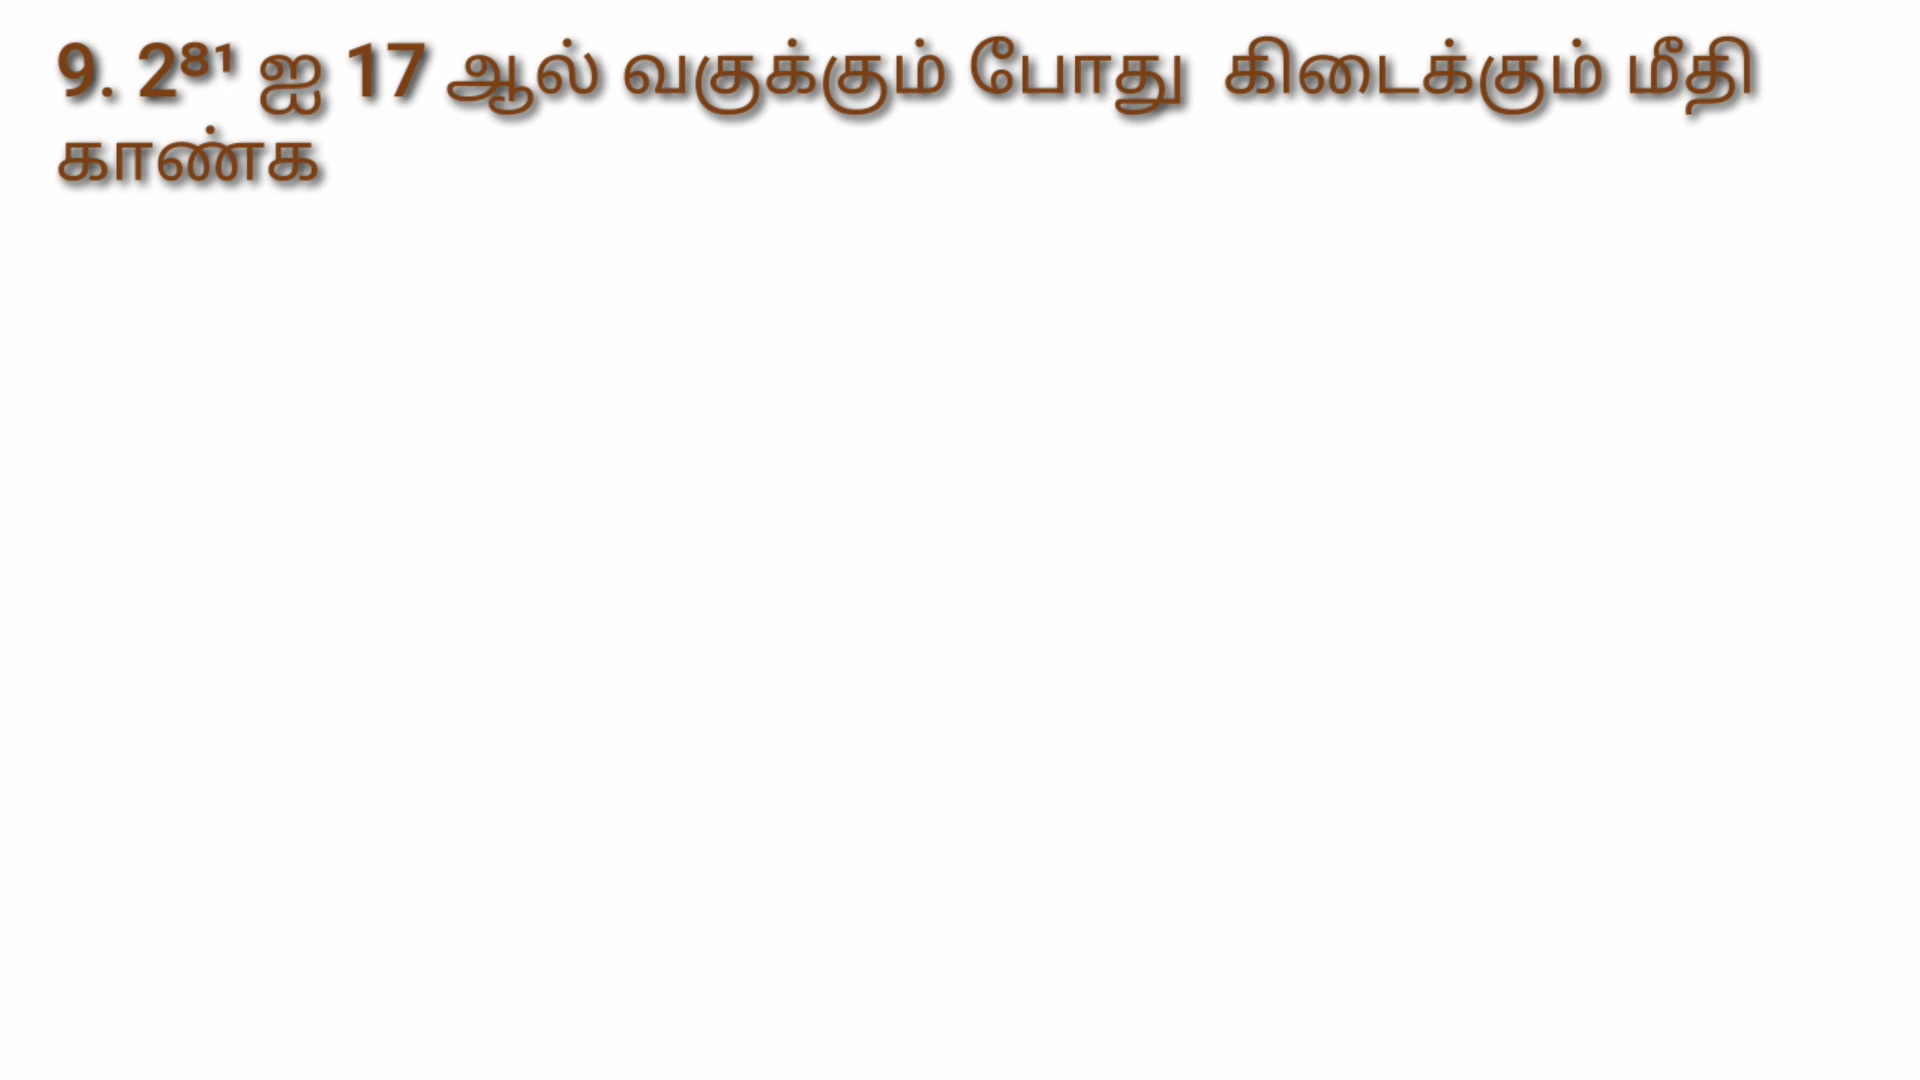 9. 2⁸¹ ஐ 17 ஆல் வகுக்கும் போது கிடைக்கும் மீதி
காண்க